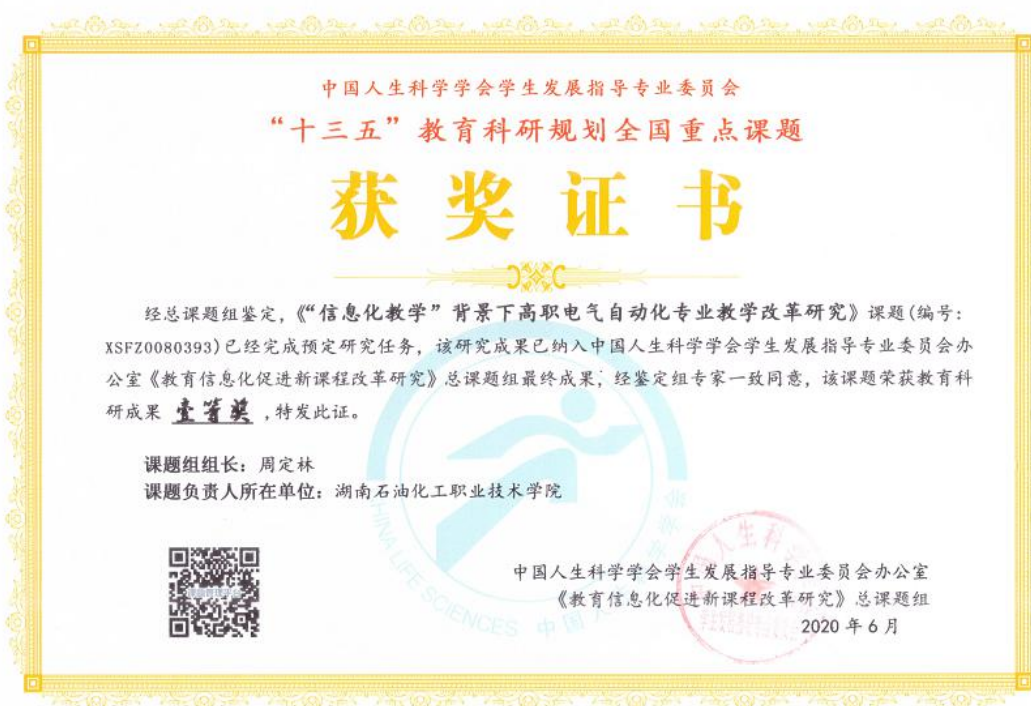 中国人生科学学会学生发展指导专业委员会
“十三五”教育科研规划全国重点课题
获奖证书
经总课题组鉴定，《“信息化教学”背景下高职电气自动化专业教学改革研究》课题(编号：
XSFZ0080393)已经完成预定研究任务，该研究成果已纳入中国人生科学学会学生发展指导专业委员会办
公室《教育信息化促进新课程改革研究》总课题组最终成果，经鉴定组专家一致同意，该课题荣获教育科
研成果 壹等奖 ，特发此证。
课题组组长：周定林
课题负责人所在单位：湖南石油化工职业技术学院
中国人生科学学会学生发展指导专业委员会办公室
《教育信息化促进新课程改革研究》总课题组
2020 年 6 月
CHINA LIFE SCIENCES 中国人
学学会
人生科